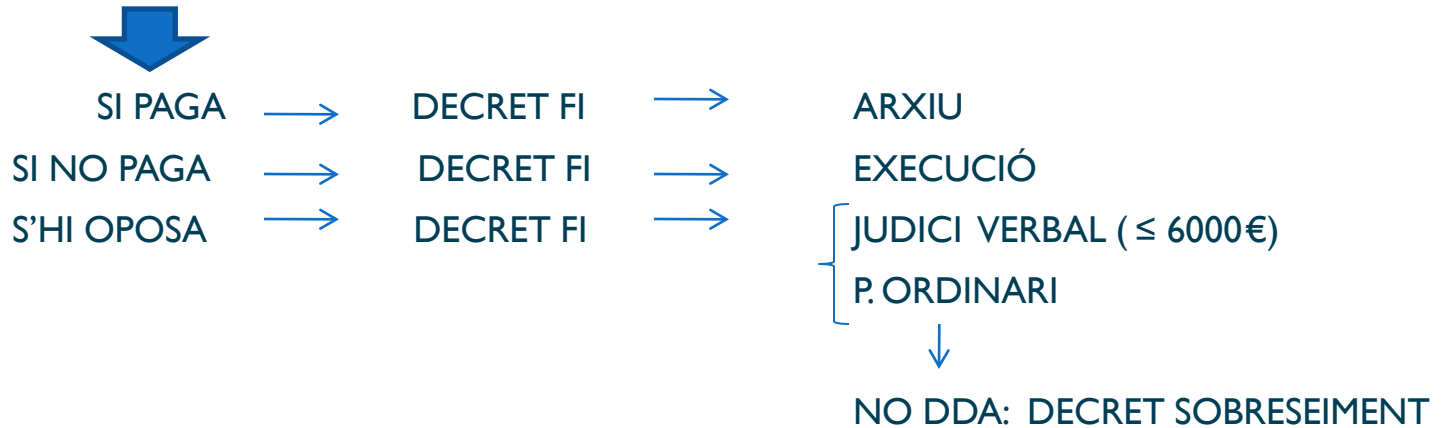 SI PAGA DECRET FI ARXIU
SI NO PAGA DECRET FI EXECUCIÓ
S'HI OPOSA DECRET FI JUDICI VERBAL ( ≤ 6000€)
P. ORDINARI
NO DDA: DECRET SOBRESEIMENT